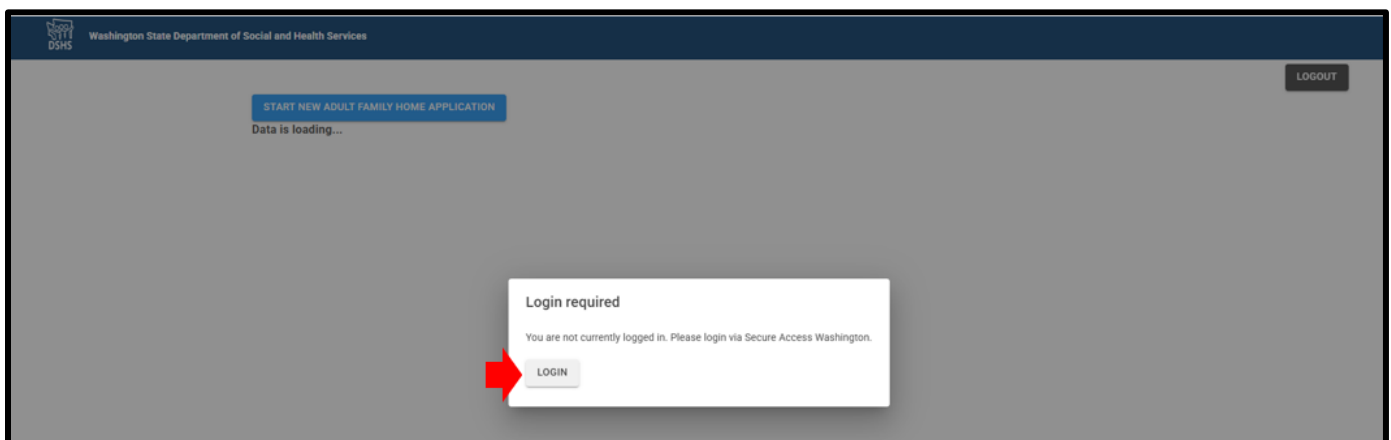 DSHS
Washington State Department of Social and Health Services
LOGOUT
START NEW ADULT FAMILY HOME APPLICATION
Data is loading...
Login required
You are not currently logged in. Please login via Secure Access Washington.
LOGIN